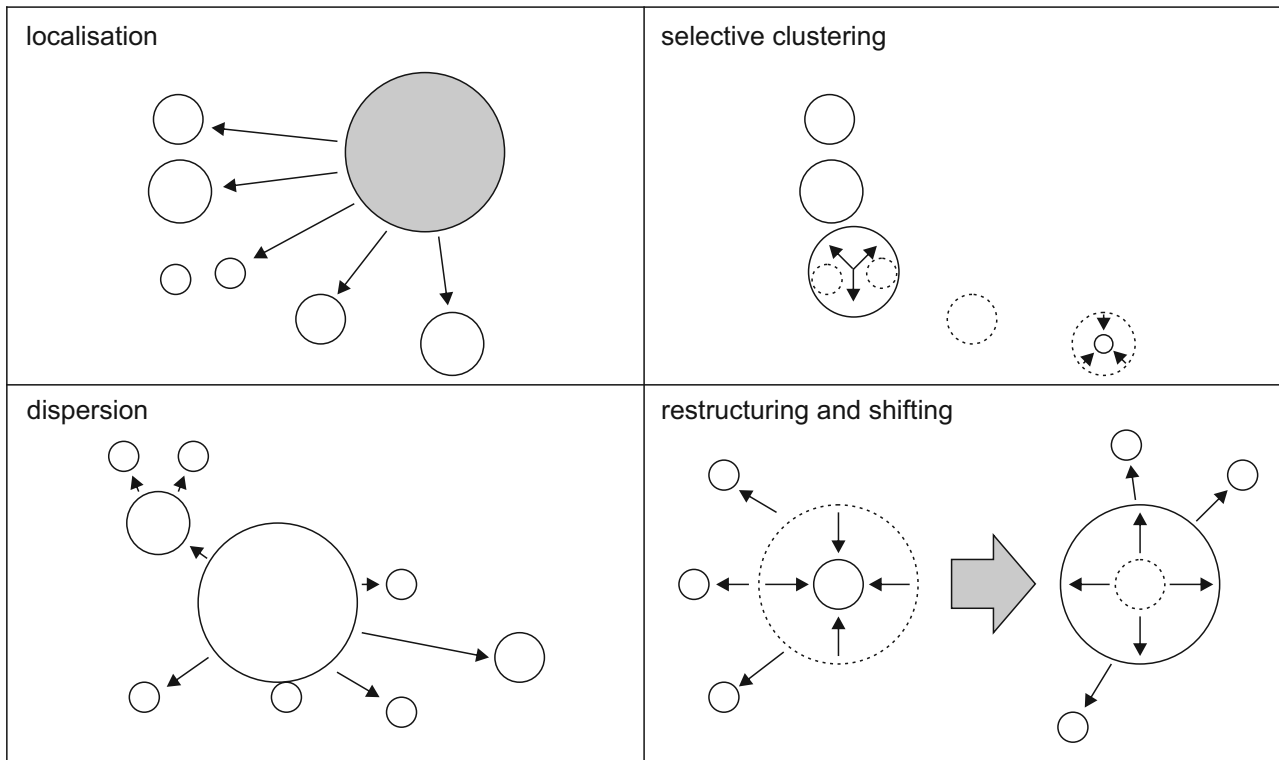 localisation
selective clustering
dispersion
restructuring and shifting